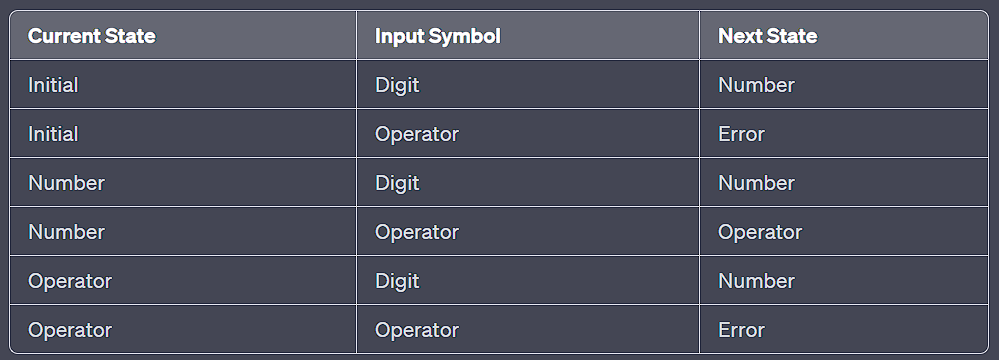 Current State Input Symbol Next State
Initial Digit Number
Initial Operator Error
Number Digit Number
Number Operator Operator
Operator Digit Number
Operator Operator Error